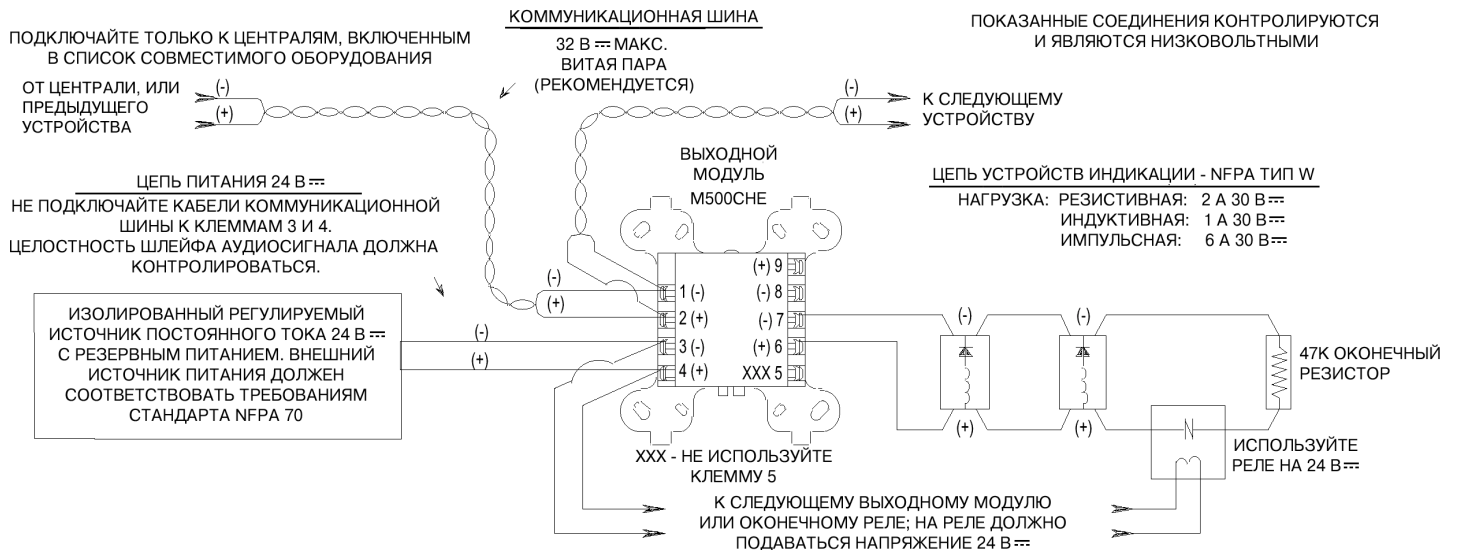 КОММУНИКАЦИОННАЯ ШИНА
32 В ⎓ МАКС.
ВИТАЯ ПАРА
(РЕКОМЕНДУЕТСЯ)
ПОКАЗАННЫЕ СОЕДИНЕНИЯ КОНТРОЛИРУЮТСЯ
И ЯВЛЯЮТСЯ НИЗКОВОЛЬТНЫМИ
ПОДКЛЮЧАЙТЕ ТОЛЬКО К ЦЕНТРАЛЯМ, ВКЛЮЧЕННЫМ
В СПИСОК СОВМЕСТИМОГО ОБОРУДОВАНИЯ
ОТ ЦЕНТРАЛИ, ИЛИ
ПРЕДЫДУЩЕГО
УСТРОЙСТВА
(-)
(+)
(-)
(+)
К СЛЕДУЮЩЕМУ
УСТРОЙСТВУ
ЦЕПЬ ПИТАНИЯ 24 В ⎓
НЕ ПОДКЛЮЧАЙТЕ КАБЕЛИ КОММУНИКАЦИОННОЙ
ШИНЫ К КЛЕММАМ 3 И 4.
ЦЕЛОСТНОСТЬ ШЛЕЙФА АУДИОСИГНАЛА ДОЛЖНА
КОНТРОЛИРОВАТЬСЯ.
ВЫХОДНОЙ
МОДУЛЬ
M500CHE
ЦЕПЬ УСТРОЙСТВ ИНДИКАЦИИ - NFPA ТИП W
НАГРУЗКА: РЕЗИСТИВНАЯ: 2 А 30 В ⎓
ИНДУКТИВНАЯ: 1 А 30 В ⎓
ИМПУЛЬСНАЯ: 6 А 30 В ⎓
ИЗОЛИРОВАННЫЙ РЕГУЛИРУЕМЫЙ
ИСТОЧНИК ПОСТОЯННОГО ТОКА 24 В ⎓
С РЕЗЕРВНЫМ ПИТАНИЕМ. ВНЕШНИЙ
ИСТОЧНИК ПИТАНИЯ ДОЛЖЕН
СООТВЕТСТВОВАТЬ ТРЕБОВАНИЯМ
СТАНДАРТА NFPA 70
(-)
(+)
(-)
(+)
1 (-)
2 (+)
3 (-)
4 (+)
(+) 9
(-) 8
(-) 7
(+) 6
XXX 5
(-)
(-)
(+)
(+)
47К ОКОНЕЧНЫЙ
РЕЗИСТОР
ИСПОЛЬЗУЙТЕ
РЕЛЕ НА 24 В ⎓
XXX - НЕ ИСПОЛЬЗУЙТЕ
КЛЕММУ 5
К СЛЕДУЮЩЕМУ ВЫХОДНОМУ МОДУЛЮ
ИЛИ ОКОНЕЧНОМУ РЕЛЕ; НА РЕЛЕ ДОЛЖНО
ПОДАВАТЬСЯ НАПРЯЖЕНИЕ 24 В ⎓